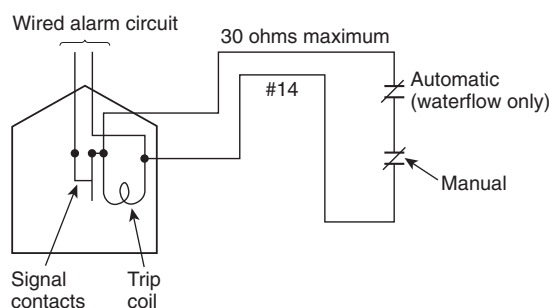 Wired alarm circuit
30 ohms maximum
#14
Automatic
(waterflow only)
Manual
Signal
contacts
Trip
coil